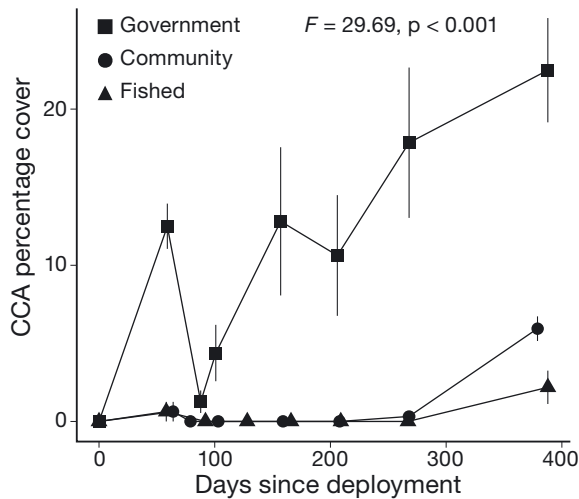 Government
Community
Fished
F = 29.69, p < 0.001
CCA percentage cover
20
10
0
0 100 200 300 400
Days since deployment